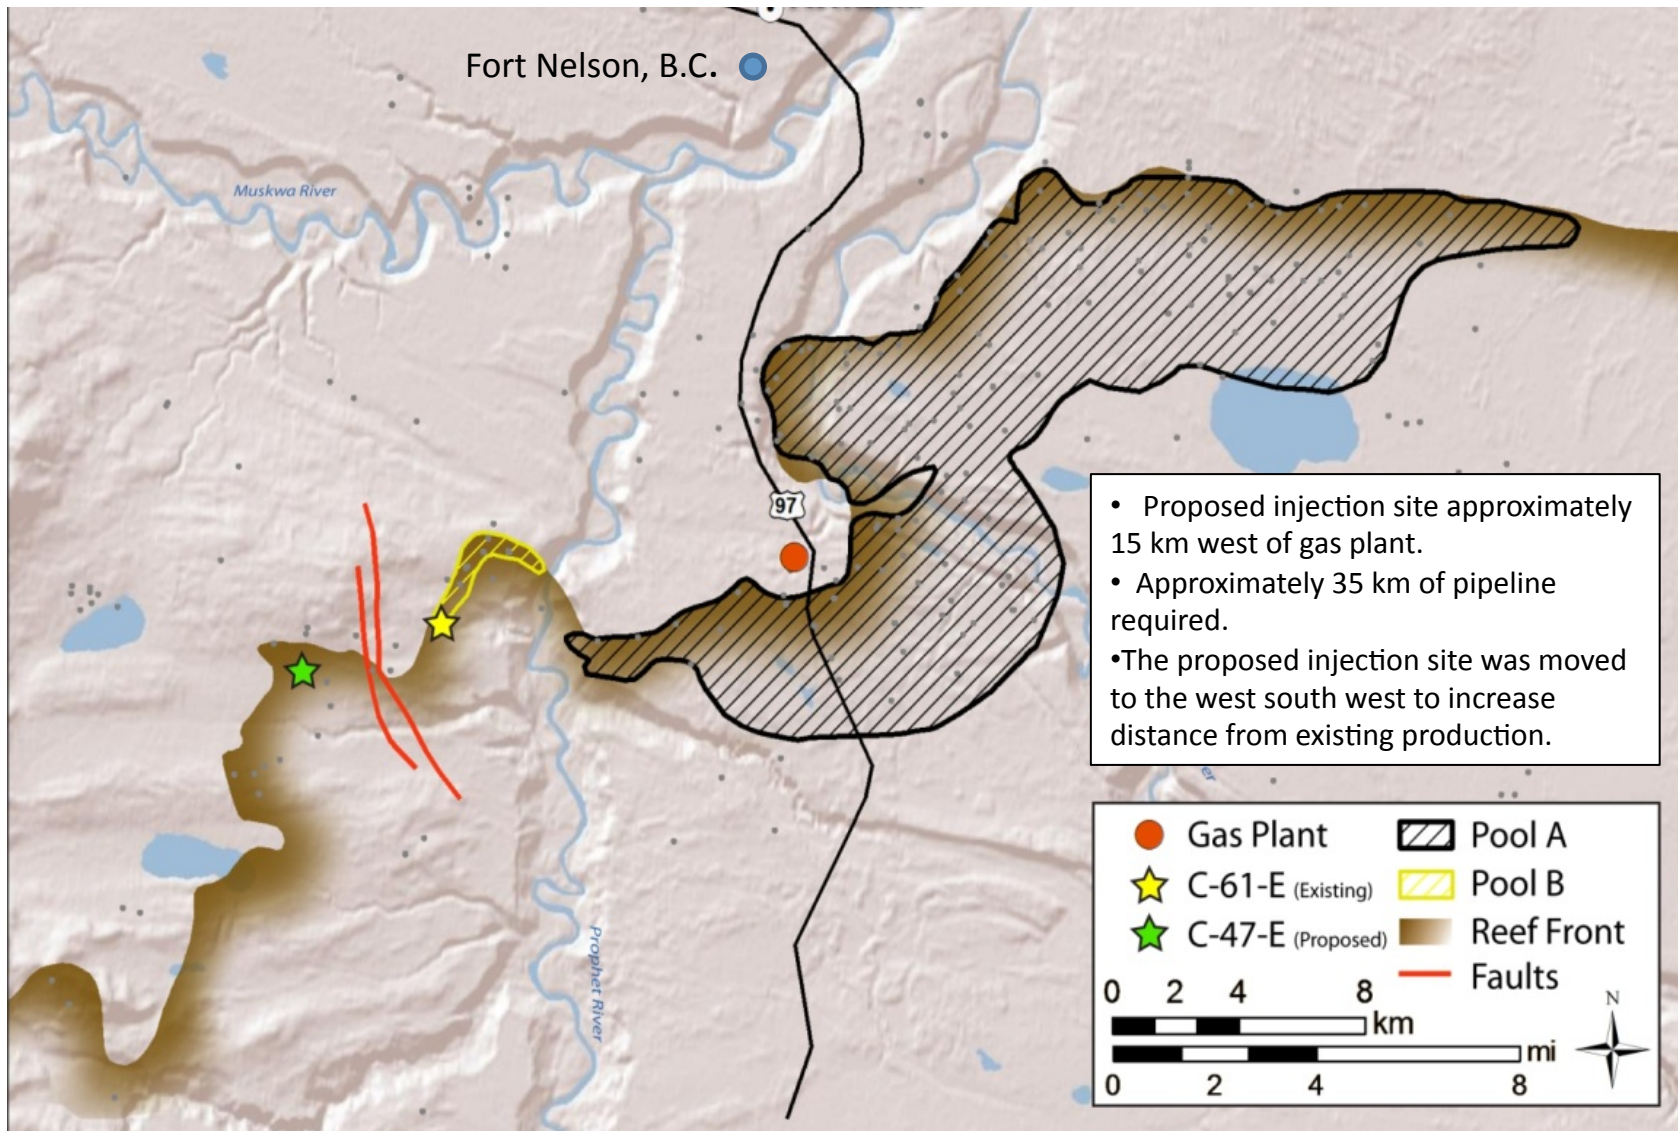 Fort Nelson, B.C.
Muskwa River
97
• Proposed injection site approximately
15 km west of gas plant.
• Approximately 35 km of pipeline
required.
•The proposed injection site was moved
to the west south west to increase
distance from existing production.
Prophet River
Gas Plant
C-61-E (Existing)
C-47-E (Proposed)
Pool A
Pool B
Reef Front
Faults
0 2 4 8
km
mi
0 2 4 8
N